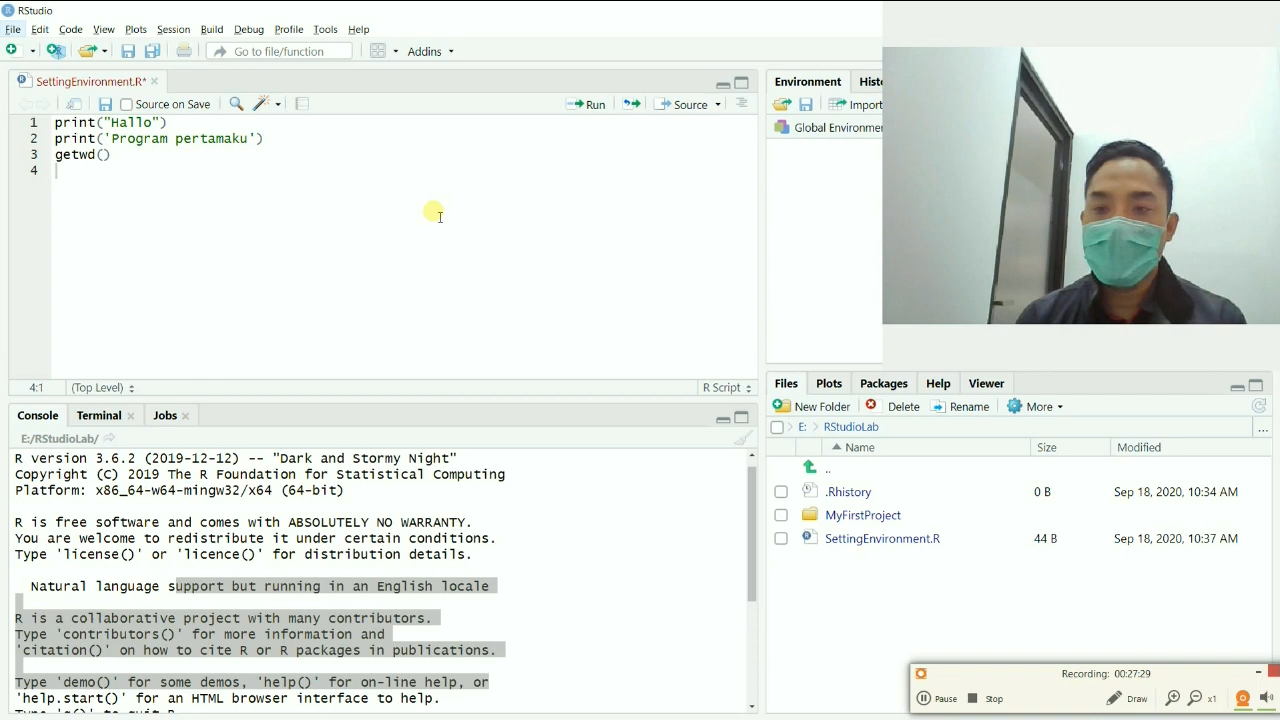 RStudio
File Edit Code View Plots Session Build Debug Profile Tools Help
Go to file/function Addins
SettingEnvironment.R*
Source on Save Run Source
1 print("Hallo")
2 print('Program pertamaku')
3 getwd()
4
4:1 (Top Level) R Script
Console Terminal Jobs
E:/RStudioLab/
R version 3.6.2 (2019-12-12) -- "Dark and Stormy Night"
Copyright (C) 2019 The R Foundation for Statistical Computing
Platform: x86_64-w64-mingw32/x64 (64-bit)
R is free software and comes with ABSOLUTELY NO WARRANTY.
You are welcome to redistribute it under certain conditions.
Type 'license()' or 'licence()' for distribution details.
Natural language support but running in an English locale
R is a collaborative project with many contributors.
Type 'contributors()' for more information and
'citation()' on how to cite R or R packages in publications.
Type 'demo()' for some demos, 'help()' for on-line help, or
'help.start()' for an HTML browser interface to help.
Environment
Import
Files Plots Packages Help Viewer
New Folder Delete Rename More
E: RStudioLab ...
Name Size Modified
..
.Rhistory 0 B Sep 18, 2020, 10:34 AM
MyFirstProject
SettingEnvironment.R 44 B Sep 18, 2020, 10:37 AM
Recording: 00:27:29
Pause Stop Draw x1